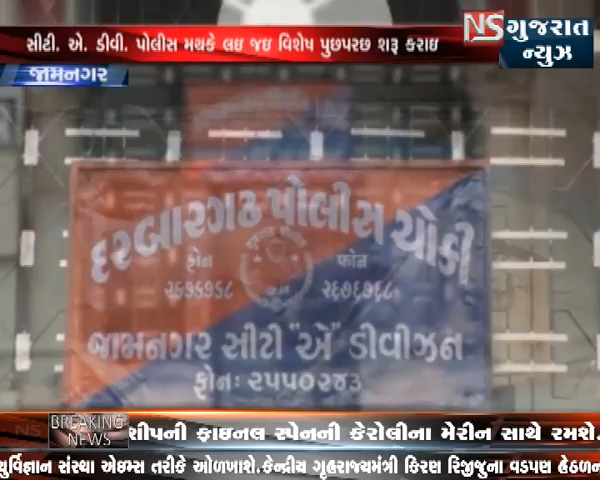 NS ગુજરાત
ન્યુઝ
સીટી. એ. ડીવી. પોલીસ મથકે લઇ જઇ વિશેષ પુછપરછ શરૂ કરાઇ
જામનગર
દરબારગઢ પોલીસ ચોકી
ફોન ફોન
જામનગર સીટી "એ" ડીવીઝન
ફોન: ૨૫૫૦૨૪૩
BREAKING
NEWS
શીપની ફાઇનલ સ્પેનની કેરોલીના મેરીન સાથે રમશે.
યુર્વિજ્ઞાન સંસ્થા એઇમ્સ તરીકે ઓળખાશે.કેન્દ્રીય ગૃહરાજ્યમંત્રી કિરણ રિજીજુના વડપણ હેઠળન